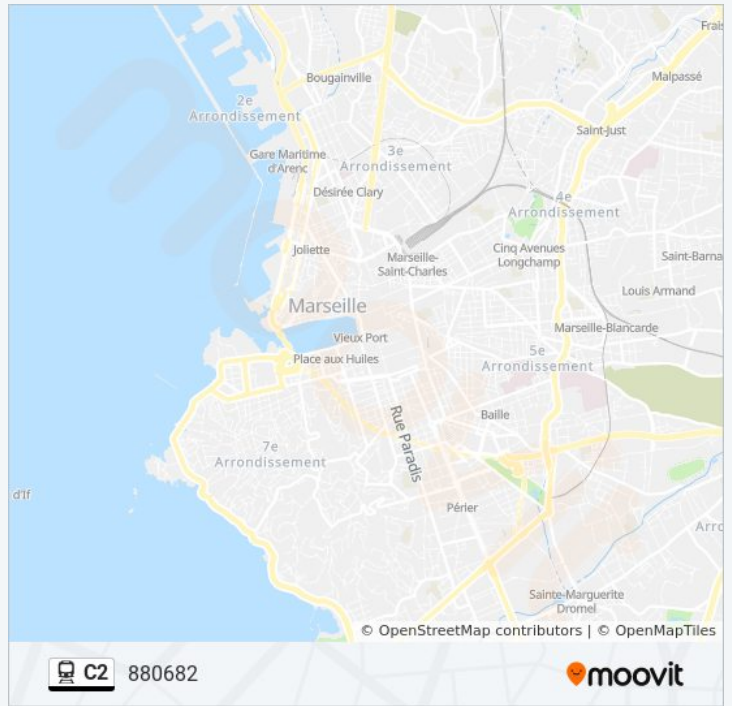 Frais
Bougainville
Malpassé
2e
Arrondissement
Saint-Just
Gare Maritime
d'Arenc
3e
Arrondissement
Désirée Clary
4e
Arrondissement
Joliette
Marseille-
Saint-Charles
Cinq Avenues
Longchamp
Saint-Barna
Louis Armand
Marseille
Vieux Port
Marseille-Blancarde
Place aux Huiles
5e
Arrondissement
Rue Paradis
Baille
7e
Arrondissement
d'If
Périer
Arro
Sainte-Marguerite
Dromel
© OpenStreetMap contributors | © OpenMapTiles
C2 880682
moovit